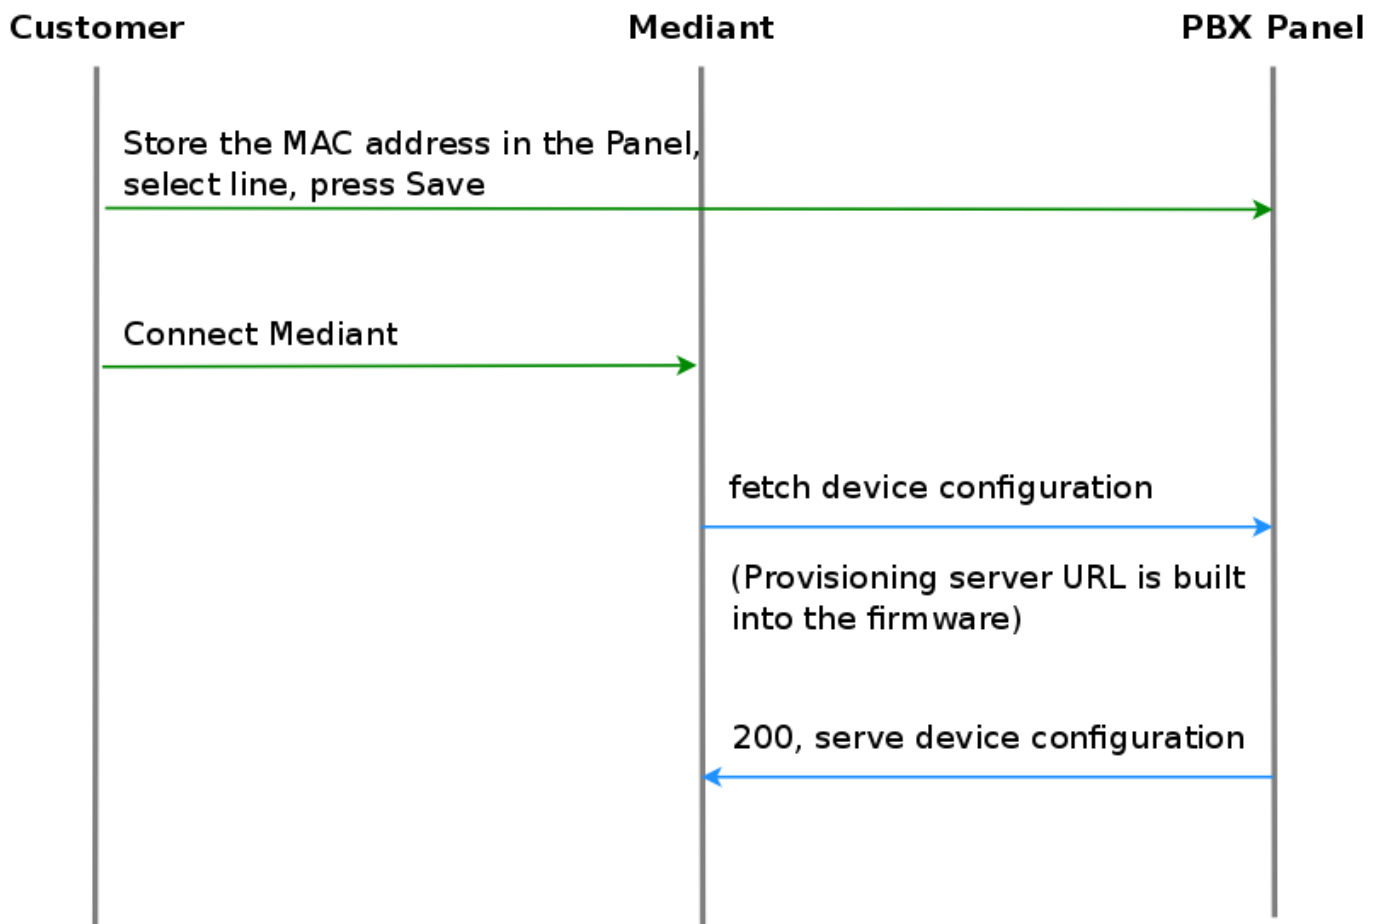 Customer
Mediant
PBX Panel
Store the MAC address in the Panel,
select line, press Save
Connect Mediant
fetch device configuration
(Provisioning server URL is built
into the firmware)
200, serve device configuration